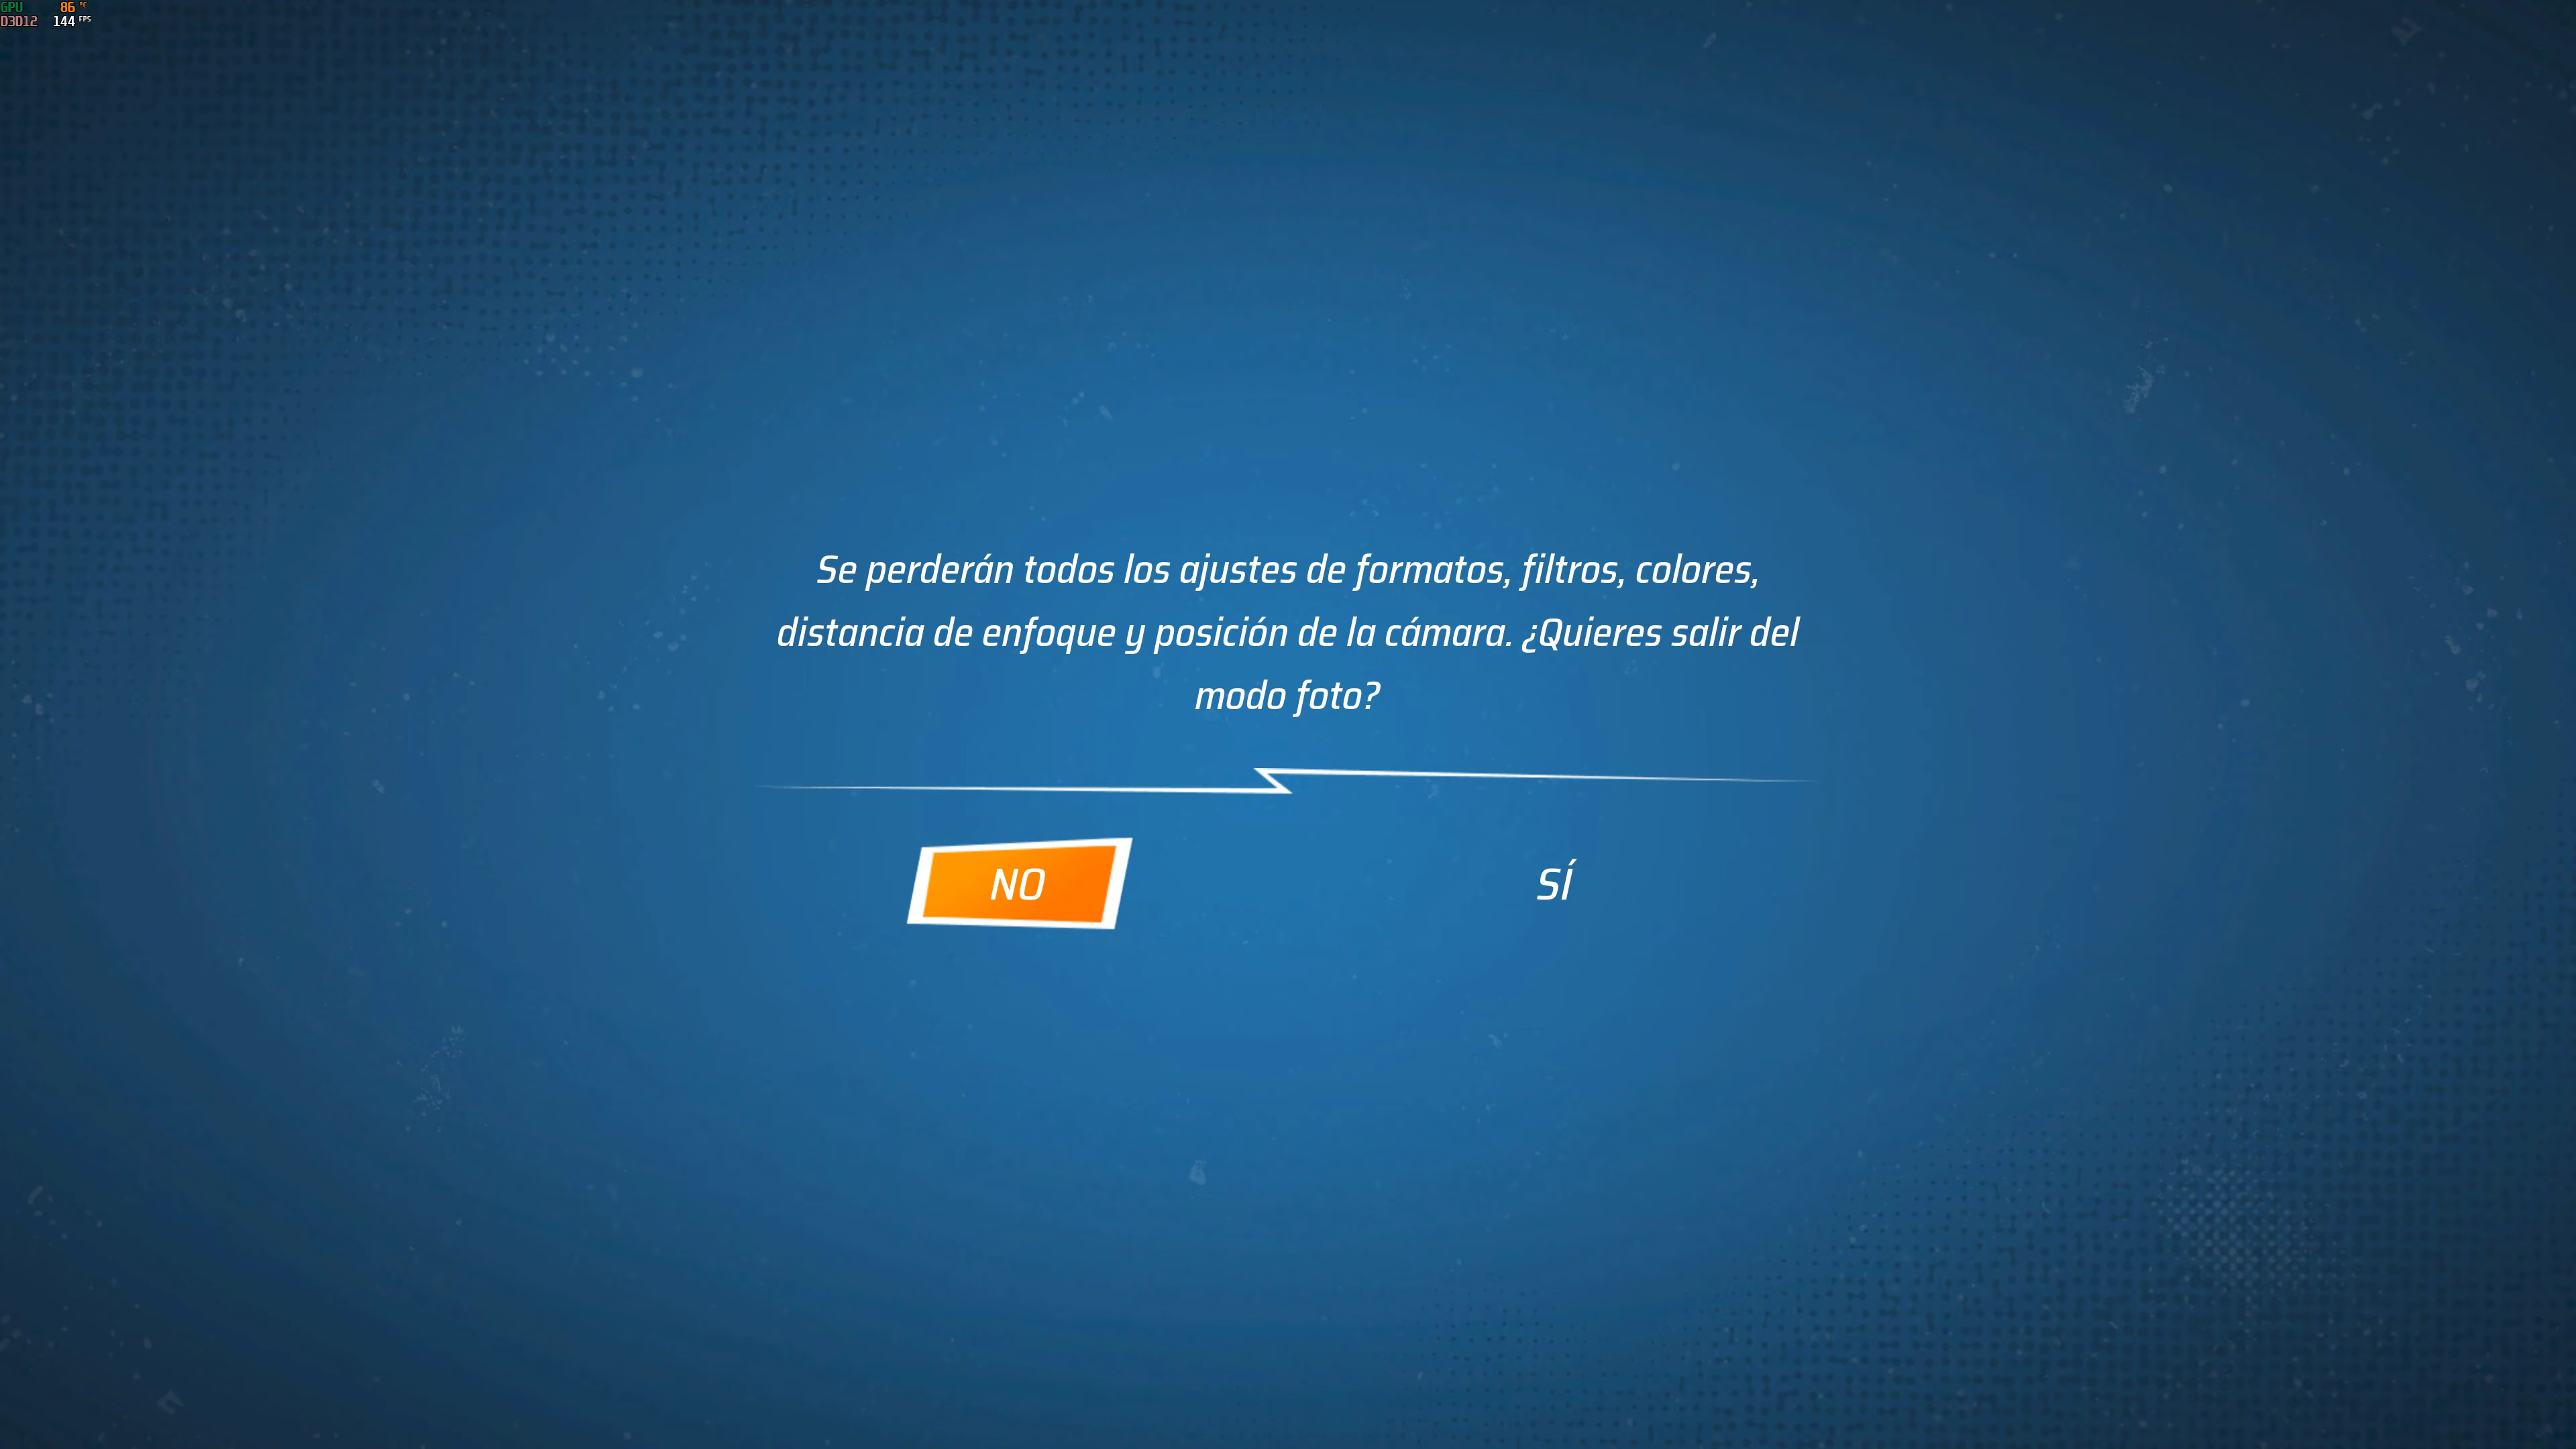 GPU 86 °C
D3D12 144 FPS
Se perderán todos los ajustes de formatos, filtros, colores,
distancia de enfoque y posición de la cámara. ¿Quieres salir del
modo foto?
NO SÍ